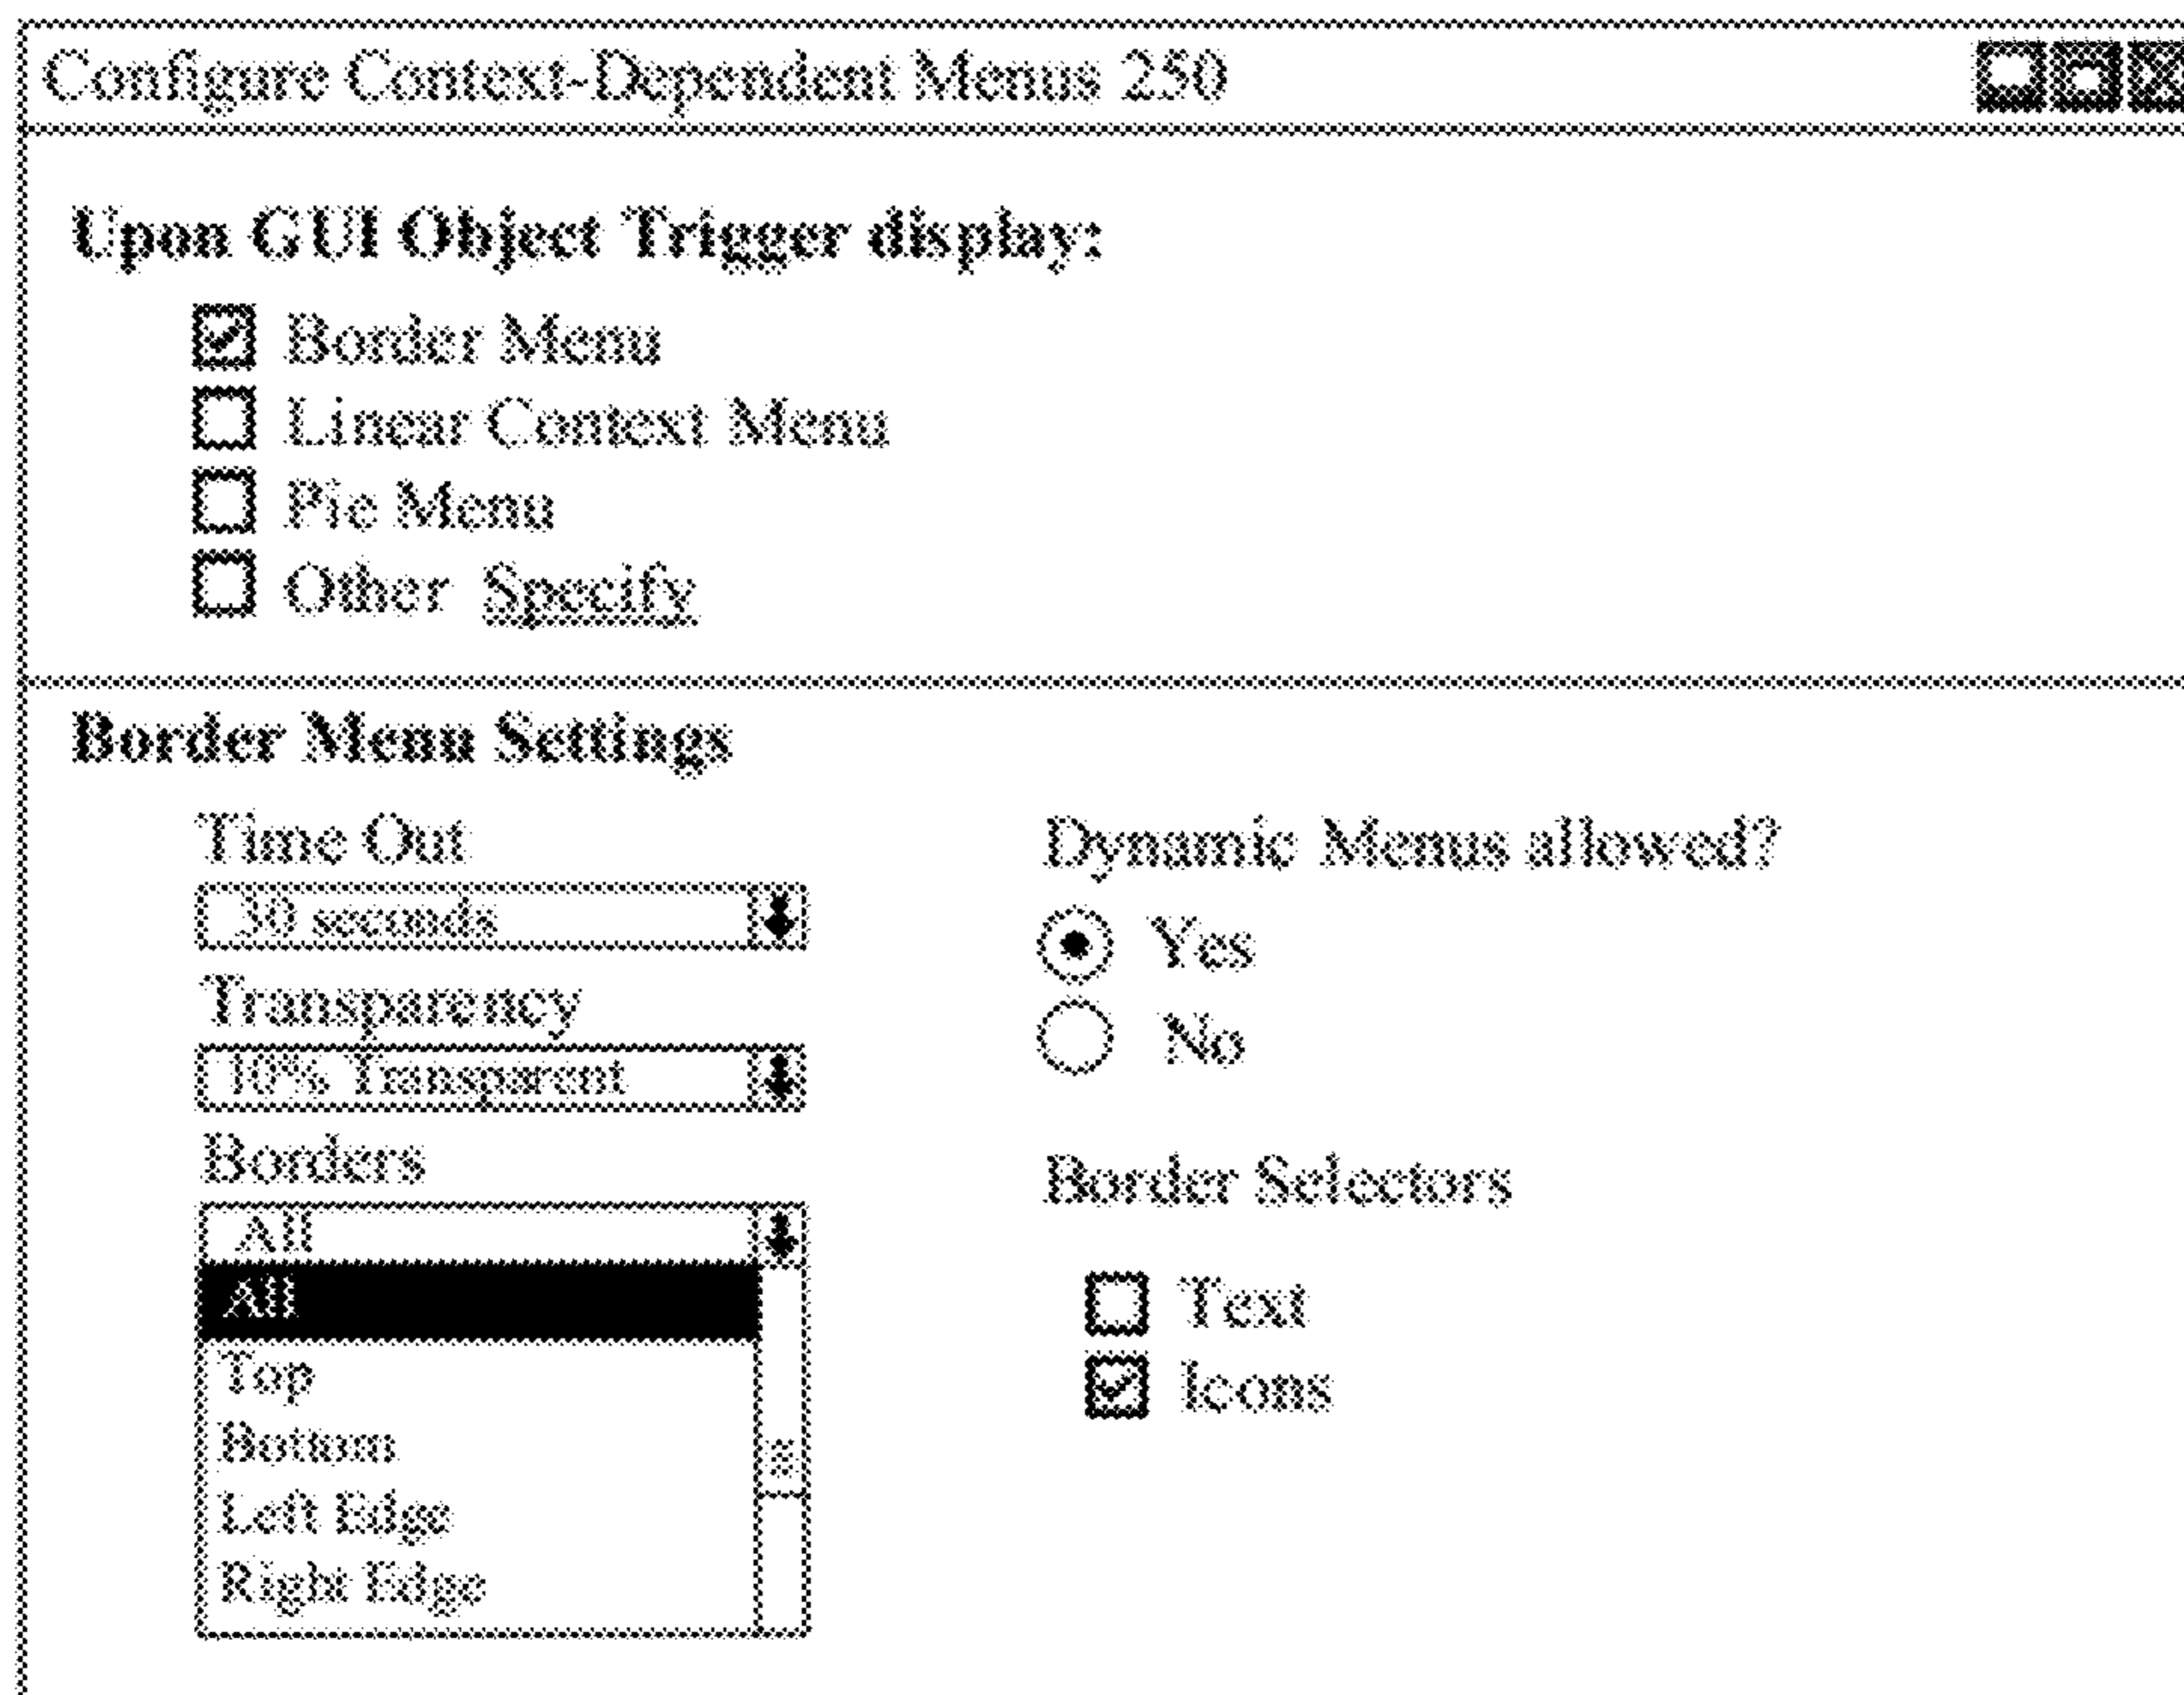 Configure Context-Dependent Menus 250
Upon GUI Object Trigger display:
Border Menu
Linear Context Menu
Pie Menu
Other Specify
Border Menu Settings
Time Out
30 seconds
Transparency
10% Transparent
Borders
All
All
Top
Bottom
Left Edge
Right Edge
Dynamic Menus allowed?
Yes
No
Border Selectors
Text
Icons